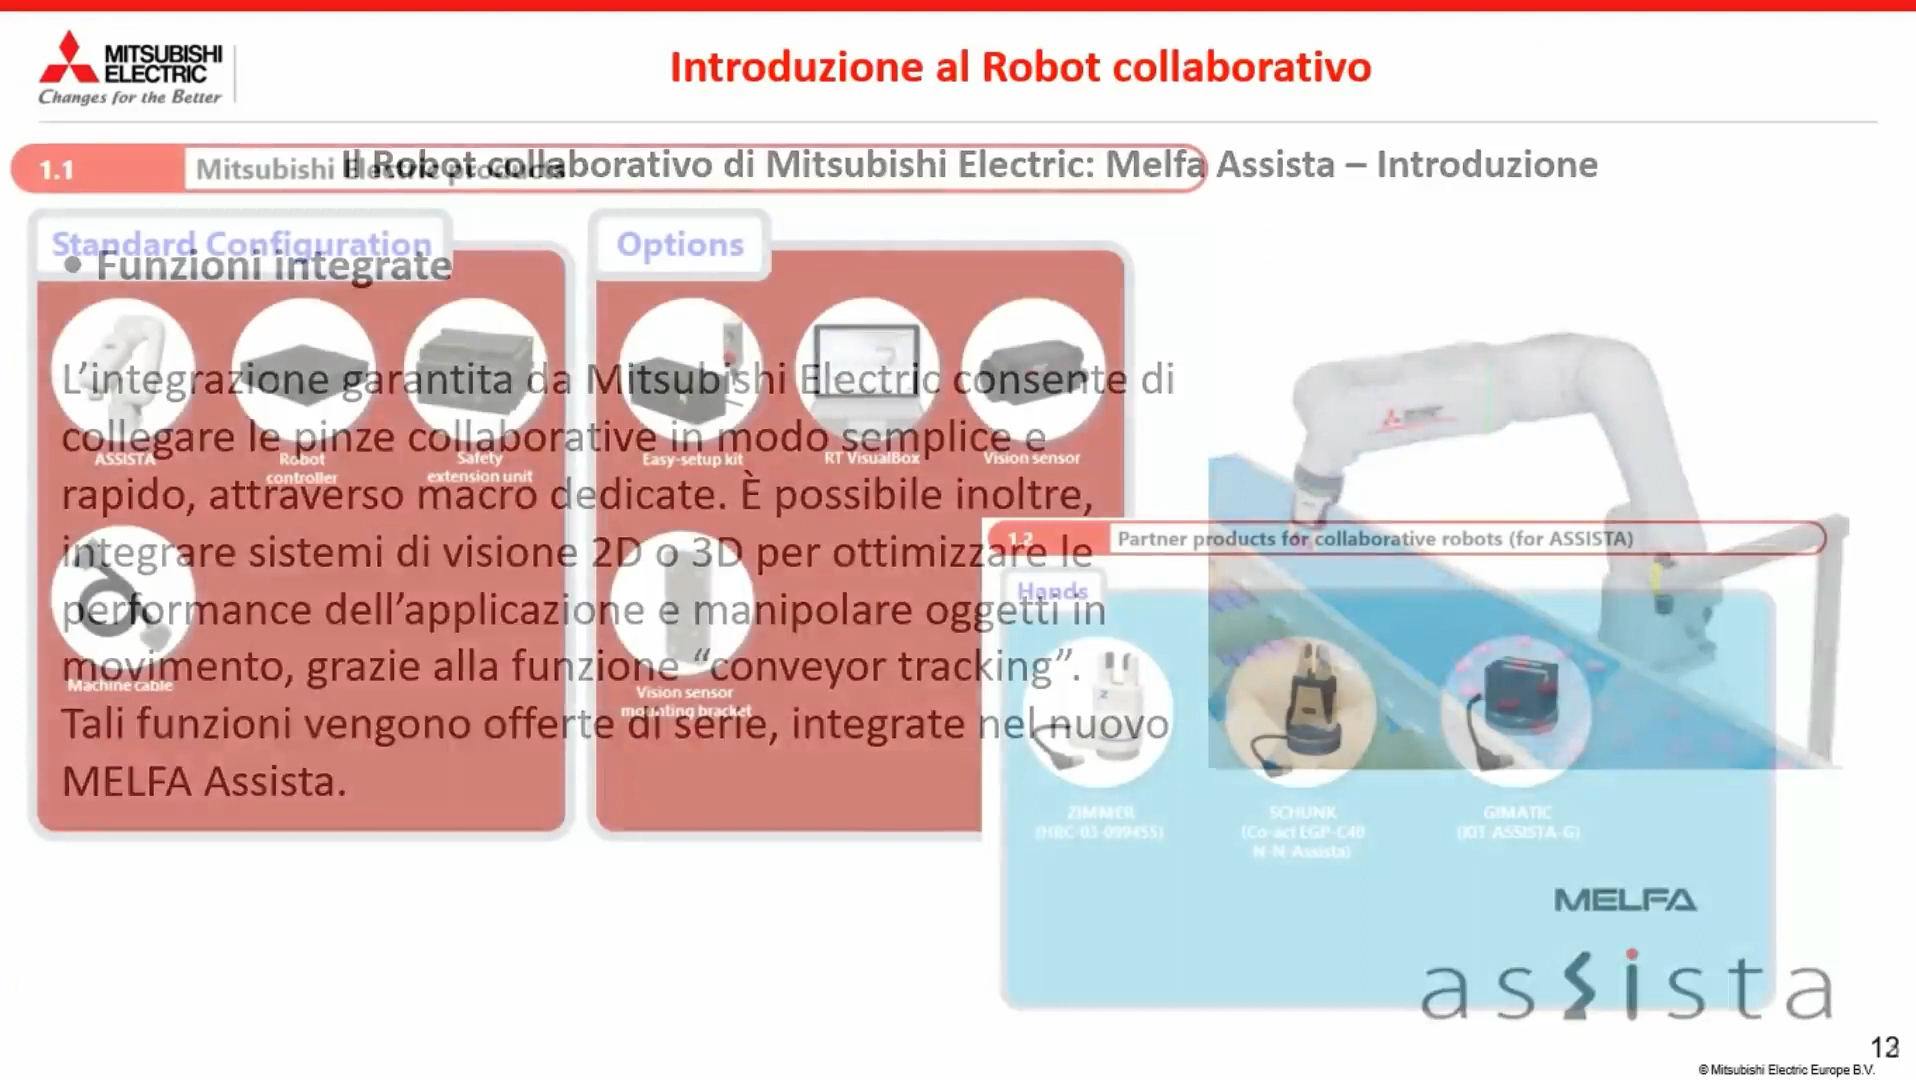 MITSUBISHI
ELECTRIC
Changes for the Better
Introduzione al Robot collaborativo
Il Robot collaborativo di Mitsubishi Electric: Melfa Assista – Introduzione
1.1 Mitsubishi Electric products
Standard Configuration
Options
• Funzioni integrate
L’integrazione garantita da Mitsubishi Electric consente di
collegare le pinze collaborative in modo semplice e
rapido, attraverso macro dedicate. È possibile inoltre,
integrare sistemi di visione 2D o 3D per ottimizzare le
performance dell’applicazione e manipolare oggetti in
movimento, grazie alla funzione “conveyor tracking”.
Tali funzioni vengono offerte di serie, integrate nel nuovo
MELFA Assista.
ASSISTA
Robot
controller
Safety
extension unit
Easy-setup kit
RT VisualBox
Vision sensor
Machine cable
Vision sensor
mounting bracket
1.2 Partner products for collaborative robots (for ASSISTA)
Hands
ZIMMER
(HRC-03-099455)
SCHUNK
(Co-act EGP-C40
N-N-Assista)
GIMATIC
(KIT-ASSISTA-G)
MELFA
assista
© Mitsubishi Electric Europe B.V.